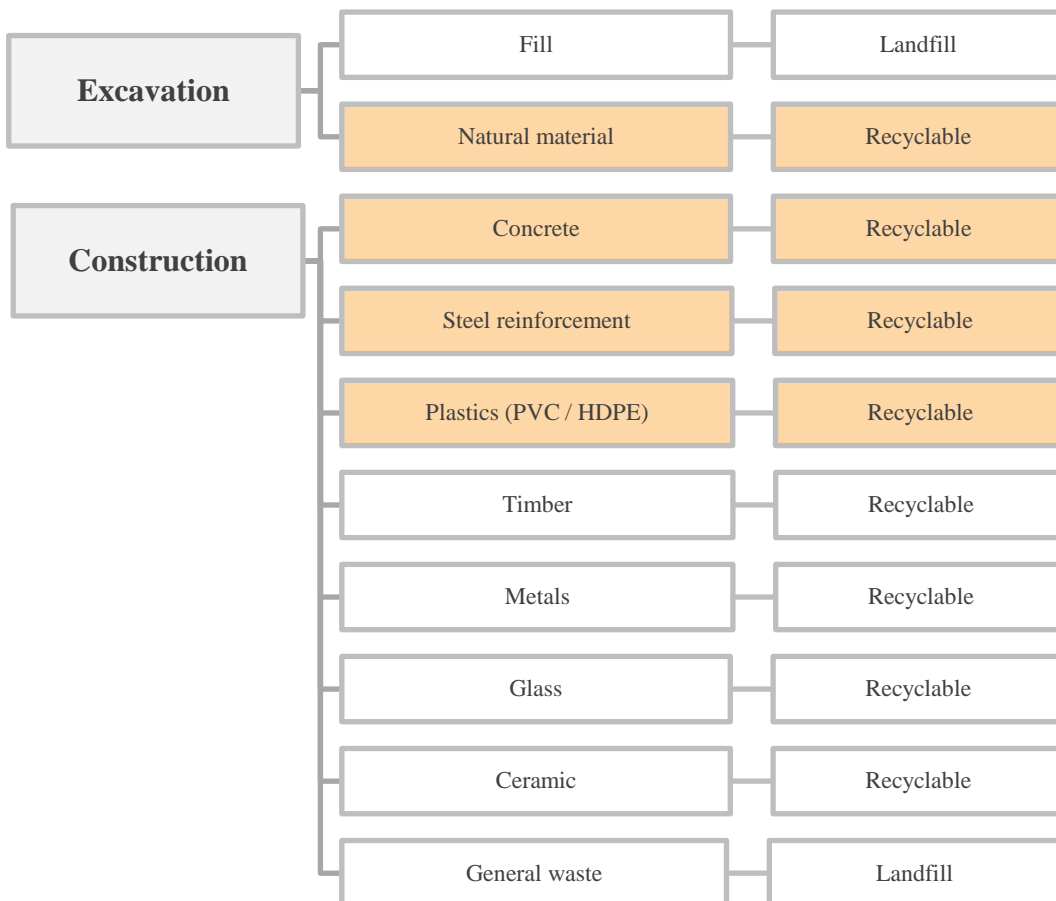 Excavation
Fill
Landfill
Natural material
Recyclable
Construction
Concrete
Recyclable
Steel reinforcement
Recyclable
Plastics (PVC / HDPE)
Recyclable
Timber
Recyclable
Metals
Recyclable
Glass
Recyclable
Ceramic
Recyclable
General waste
Landfill